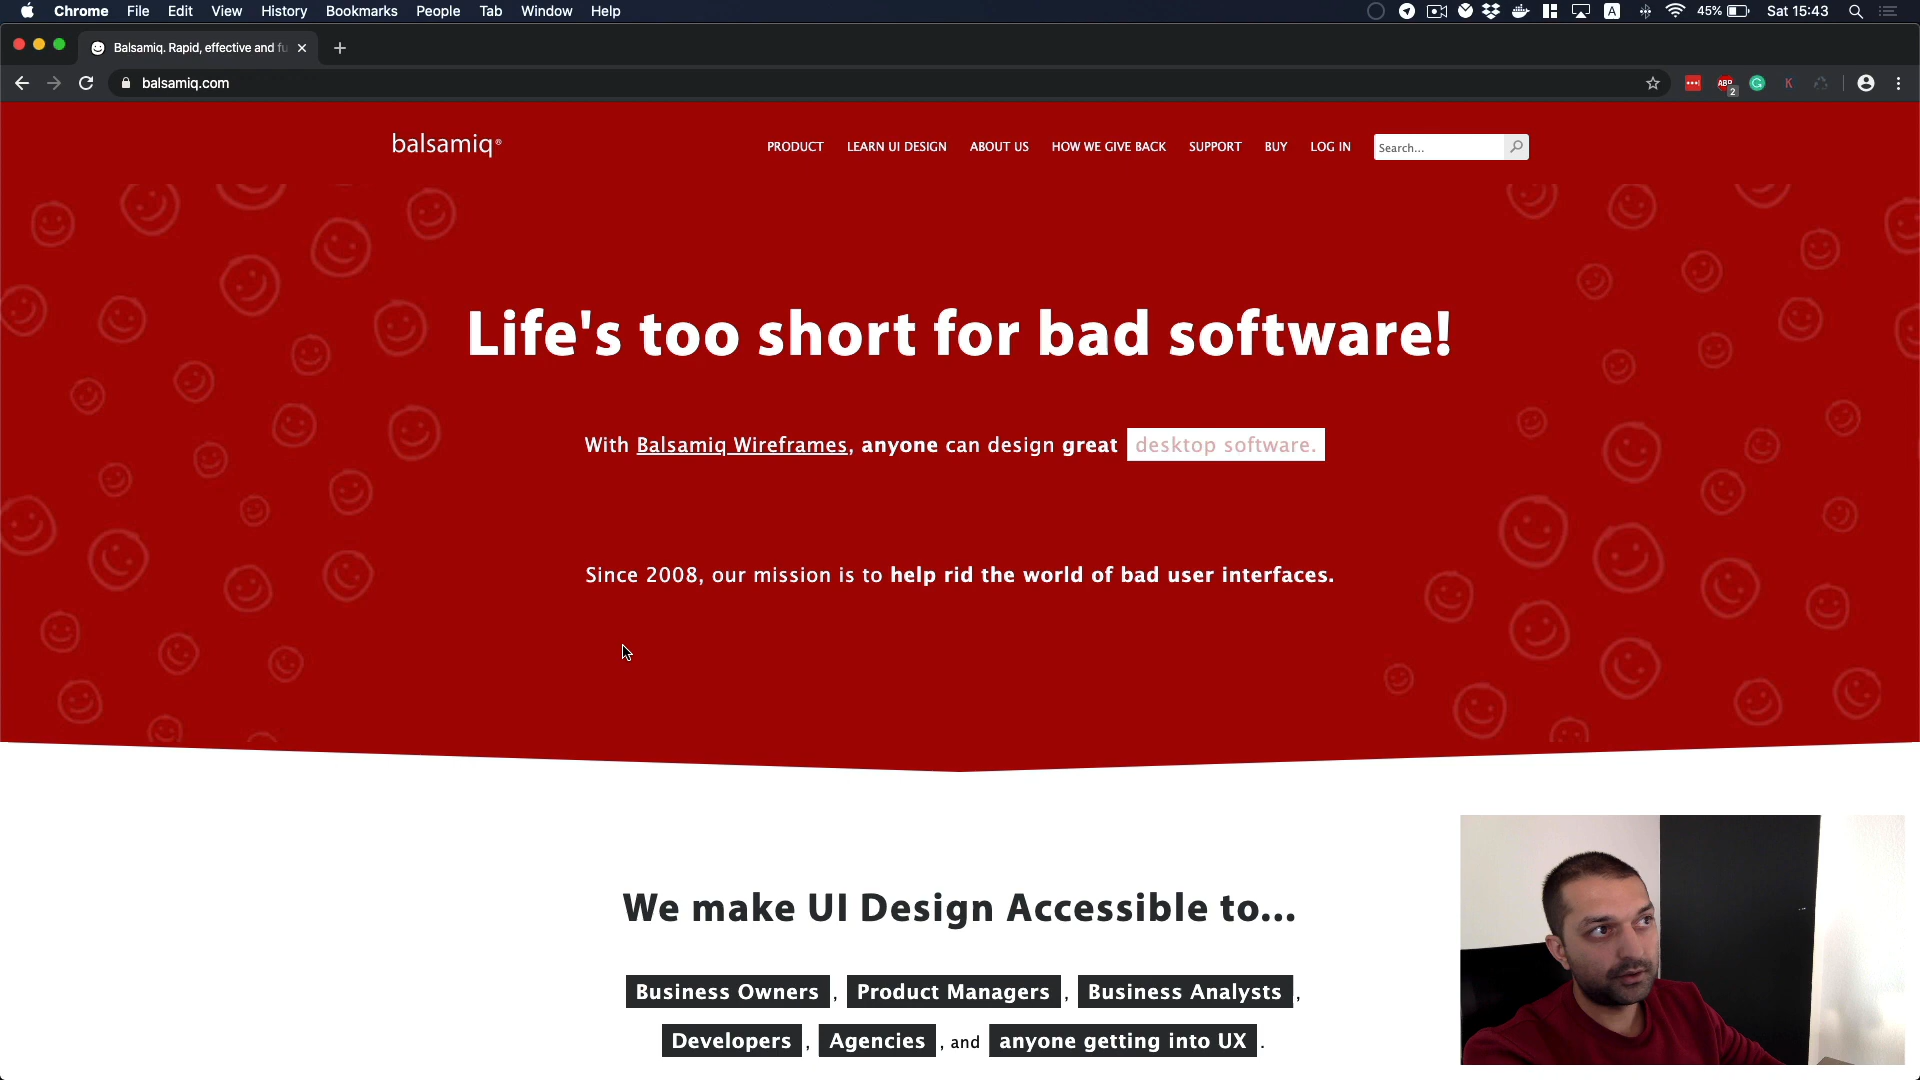 Chrome File Edit View History Bookmarks People Tab Window Help
A
45%
Sat 15:43
Balsamiq. Rapid, effective and fu
balsamiq.com
ABP
2
K
balsamiq®
PRODUCT LEARN UI DESIGN ABOUT US HOW WE GIVE BACK SUPPORT BUY LOG IN Search...
Life's too short for bad software!
With Balsamiq Wireframes, anyone can design great desktop software.
Since 2008, our mission is to help rid the world of bad user interfaces.
We make UI Design Accessible to...
Business Owners, Product Managers, Business Analysts,
Developers, Agencies, and anyone getting into UX.